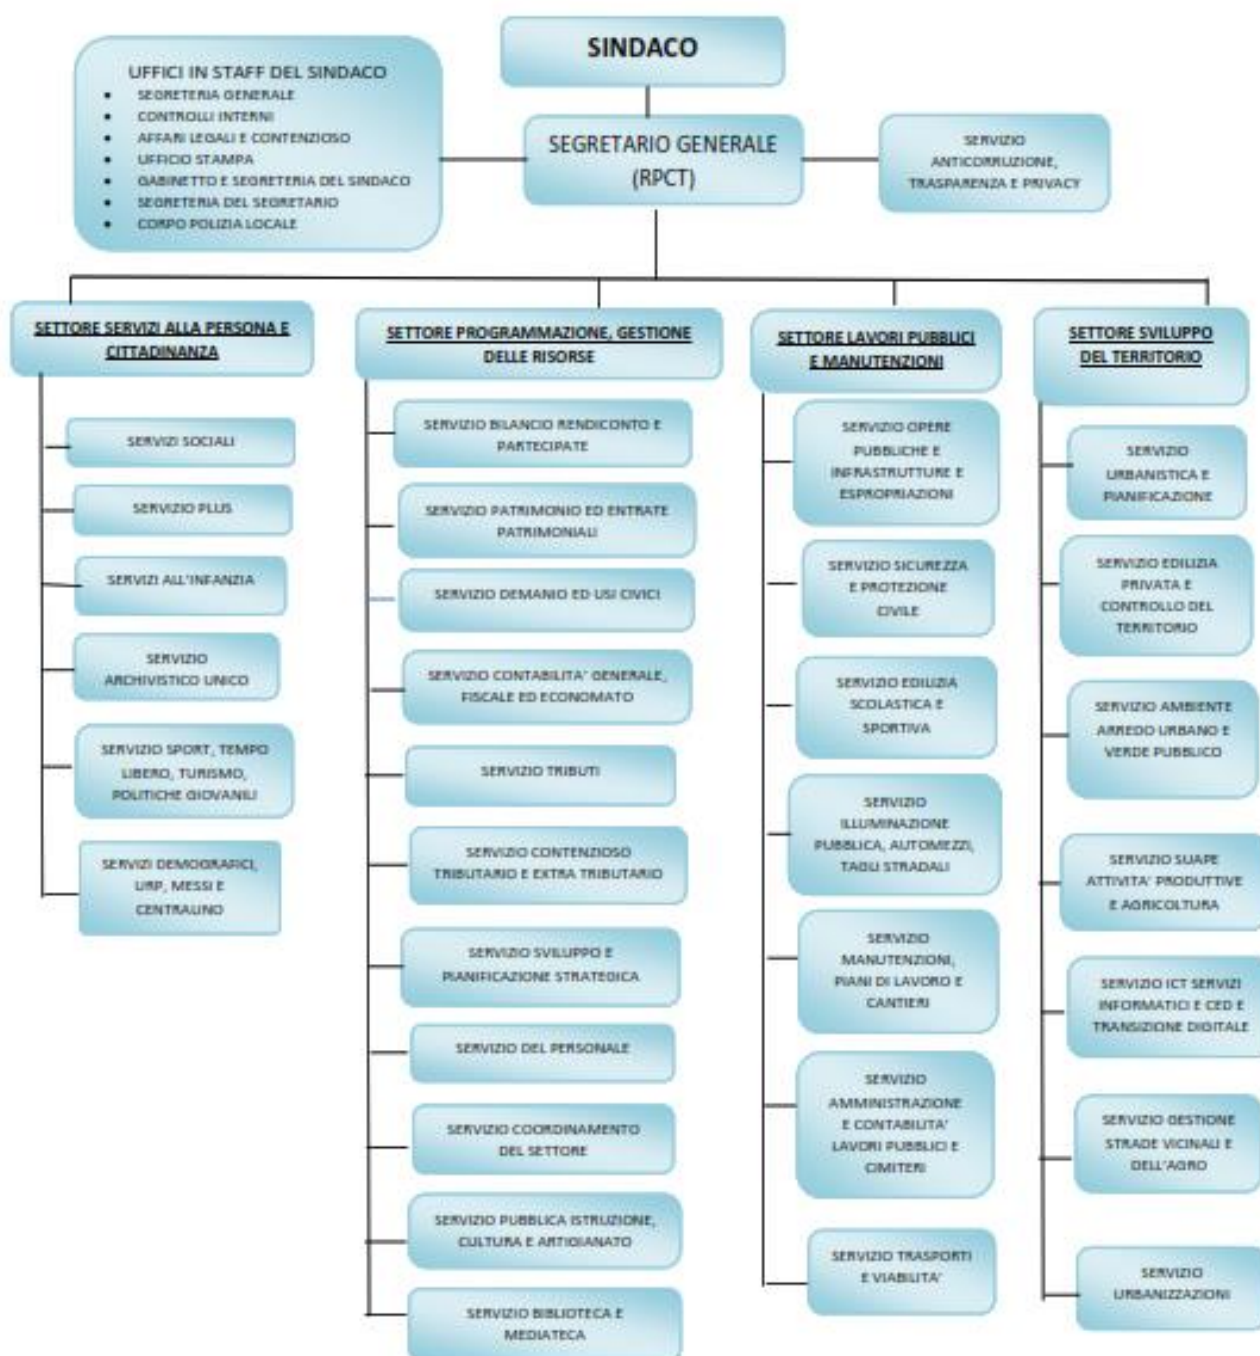 SINDACO
UFFICI IN STAFF DEL SINDACO
• SEGRETERIA GENERALE
• CONTROLLI INTERNI
• AFFARI LEGALI E CONTENZIOSO
• UFFICIO STAMPA
• GABINETTO E SEGRETERIA DEL SINDACO
• SEGRETERIA DEL SEGRETARIO
• CORPO POLIZIA LOCALE
SEGRETARIO GENERALE
(RPCT)
SERVIZIO
ANTICORRUZIONE,
TRASPARENZA E PRIVACY
SETTORE SERVIZI ALLA PERSONA E
CITTADINANZA
SERVIZI SOCIALI
SERVIZIO PLUS
SERVIZI ALL'INFANZIA
SERVIZIO
ARCHIVISTICO UNICO
SERVIZIO SPORT, TEMPO
LIBERO, TURISMO,
POLITICHE GIOVANILI
SERVIZI DEMOGRAFICI,
URP, MESSI E
CENTRALINO
SETTORE PROGRAMMAZIONE, GESTIONE
DELLE RISORSE
SERVIZIO BILANCIO RENDICONTO E
PARTECIPATE
SERVIZIO PATRIMONIO ED ENTRATE
PATRIMONIALI
SERVIZIO DEMANIO ED USI CIVICI
SERVIZIO CONTABILITA' GENERALE,
FISCALE ED ECONOMATO
SERVIZIO TRIBUTI
SERVIZIO CONTENZIOSO
TRIBUTARIO E EXTRA TRIBUTARIO
SERVIZIO SVILUPPO E
PIANIFICAZIONE STRATEGICA
SERVIZIO DEL PERSONALE
SERVIZIO COORDINAMENTO
DEL SETTORE
SERVIZIO PUBBLICA ISTRUZIONE,
CULTURA E ARTIGIANATO
SERVIZIO BIBLIOTECA E
MEDIATECA
SETTORE LAVORI PUBBLICI
E MANUTENZIONI
SERVIZIO OPERE
PUBBLICHE E
INFRASTRUTTURE E
ESPROPRIAZIONI
SERVIZIO SICUREZZA
E PROTEZIONE
CIVILE
SERVIZIO EDILIZIA
SCOLASTICA E
SPORTIVA
SERVIZIO
ILLUMINAZIONE
PUBBLICA, AUTOMEZZI,
TAGLI STRADALI
SERVIZIO
MANUTENZIONI,
PIANI DI LAVORO E
CANTIERI
SERVIZIO
AMMINISTRAZIONE
E CONTABILITA'
LAVORI PUBBLICI E
CIMITERI
SERVIZIO TRASPORTI
E VIABILITA'
SETTORE SVILUPPO
DEL TERRITORIO
SERVIZIO
URBANISTICA E
PIANIFICAZIONE
SERVIZIO EDILIZIA
PRIVATA E
CONTROLLO DEL
TERRITORIO
SERVIZIO AMBIENTE
ARREDO URBANO E
VERDE PUBBLICO
SERVIZIO SUAPE
ATTIVITA' PRODUTTIVE
E AGRICOLTURA
SERVIZIO ICT SERVIZI
INFORMATICI E CED E
TRANSIZIONE DIGITALE
SERVIZIO GESTIONE
STRADE VICINALI E
DELL'AGRO
SERVIZIO
URBANIZZAZIONI